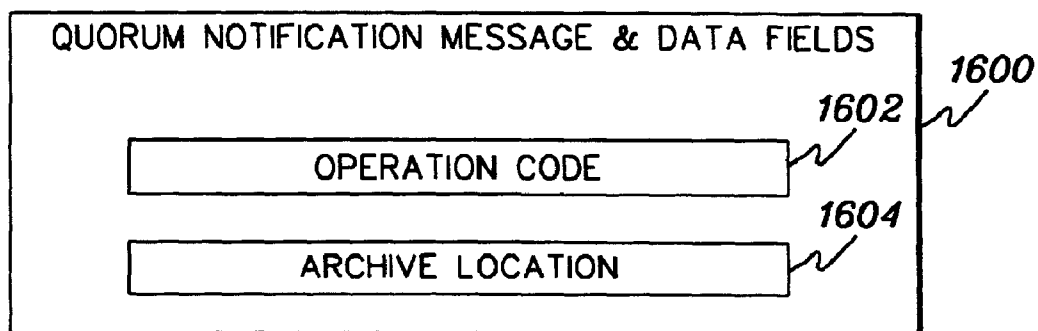 QUORUM NOTIFICATION MESSAGE & DATA FIELDS
1600
1602
OPERATION CODE
1604
ARCHIVE LOCATION